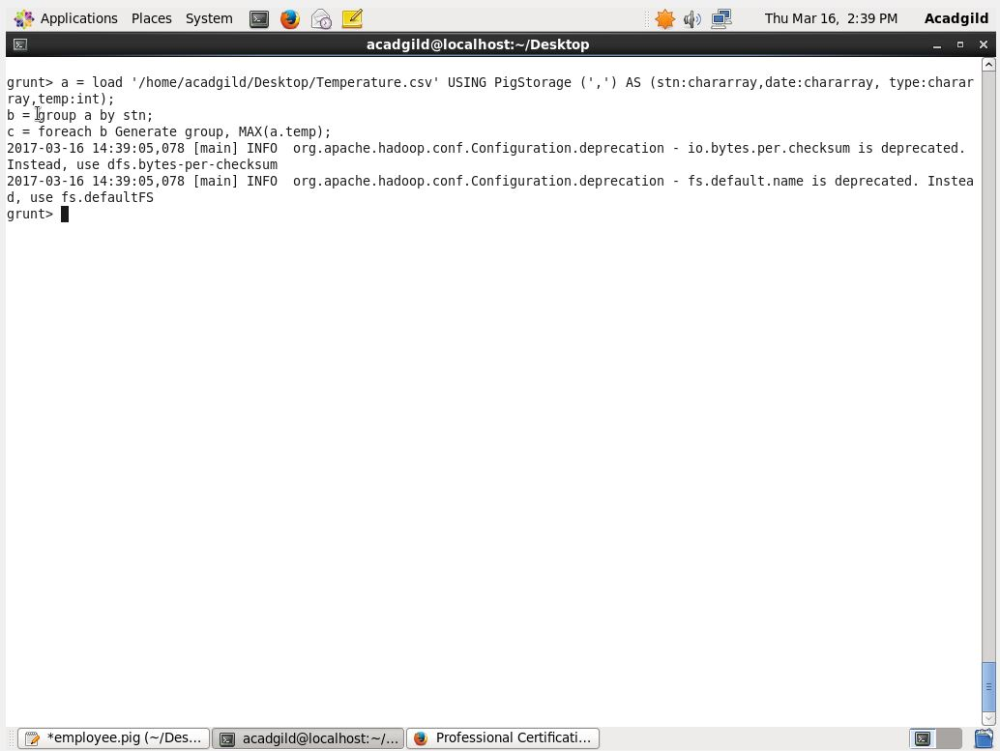 Applications Places System Thu Mar 16, 2:39 PM Acadgild
acadgild@localhost:~/Desktop
grunt> a = load '/home/acadgild/Desktop/Temperature.csv' USING PigStorage (',') AS (stn:chararray,date:chararray, type:charar
ray,temp:int);
b = group a by stn;
c = foreach b Generate group, MAX(a.temp);
2017-03-16 14:39:05,078 [main] INFO  org.apache.hadoop.conf.Configuration.deprecation - io.bytes.per.checksum is deprecated.
Instead, use dfs.bytes-per-checksum
2017-03-16 14:39:05,078 [main] INFO  org.apache.hadoop.conf.Configuration.deprecation - fs.default.name is deprecated. Instea
d, use fs.defaultFS
grunt>
*employee.pig (~/Des... acadgild@localhost:~/... Professional Certificati...